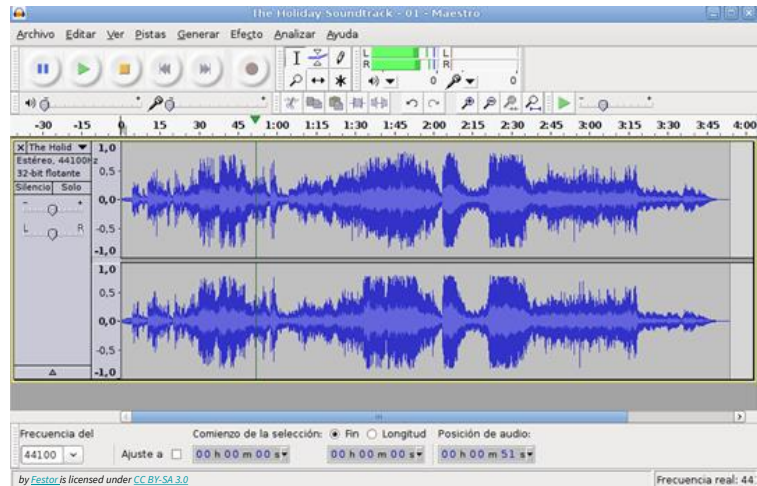 The Holiday Soundtrack - 01 - Maestro
Archivo Editar Ver Pistas Generar Efecto Analizar Ayuda
L
R
L
R
0
0
-30 -15 15 30 45 1:00 1:15 1:30 1:45 2:00 2:15 2:30 2:45 3:00 3:15 3:30 3:45 4:00
X The Holid
Estéreo, 44100Hz
32-bit flotante
Silencio Solo
- +
L R
1,0
0,5
0,0
-0,5
-1,0
1,0
0,5
0,0
-0,5
-1,0
Frecuencia del Comienzo de la selección: Fin Longitud Posición de audio:
44100 Ajuste a 00 h 00 m 00 s 00 h 00 m 00 s 00 h 00 m 51 s
by Festor is licensed under CC BY-SA 3.0
Frecuencia real: 44